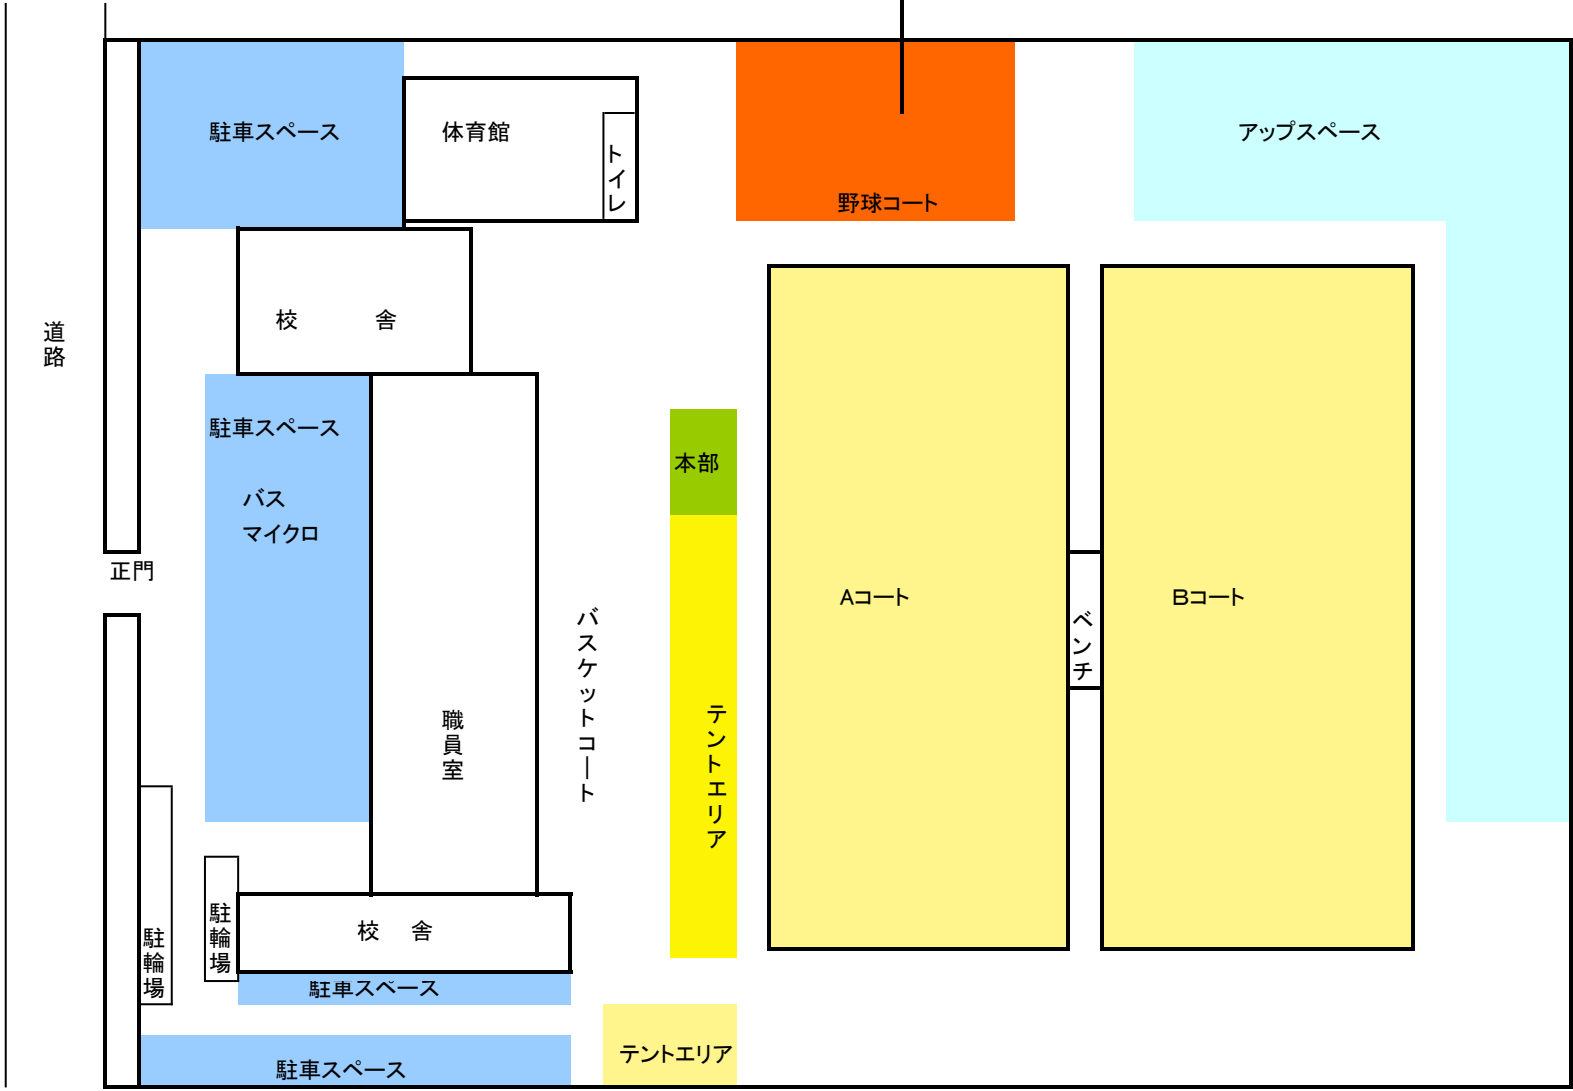 駐車スペース
体育館
トイレ
野球コート
アップスペース
道路
校 舎
駐車スペース
バス
マイクロ
本部
正門
Aコート
Bコート
ベンチ
バスケットコート
職員室
テントエリア
駐輪場
駐輪場
校 舎
駐車スペース
テントエリア
駐車スペース